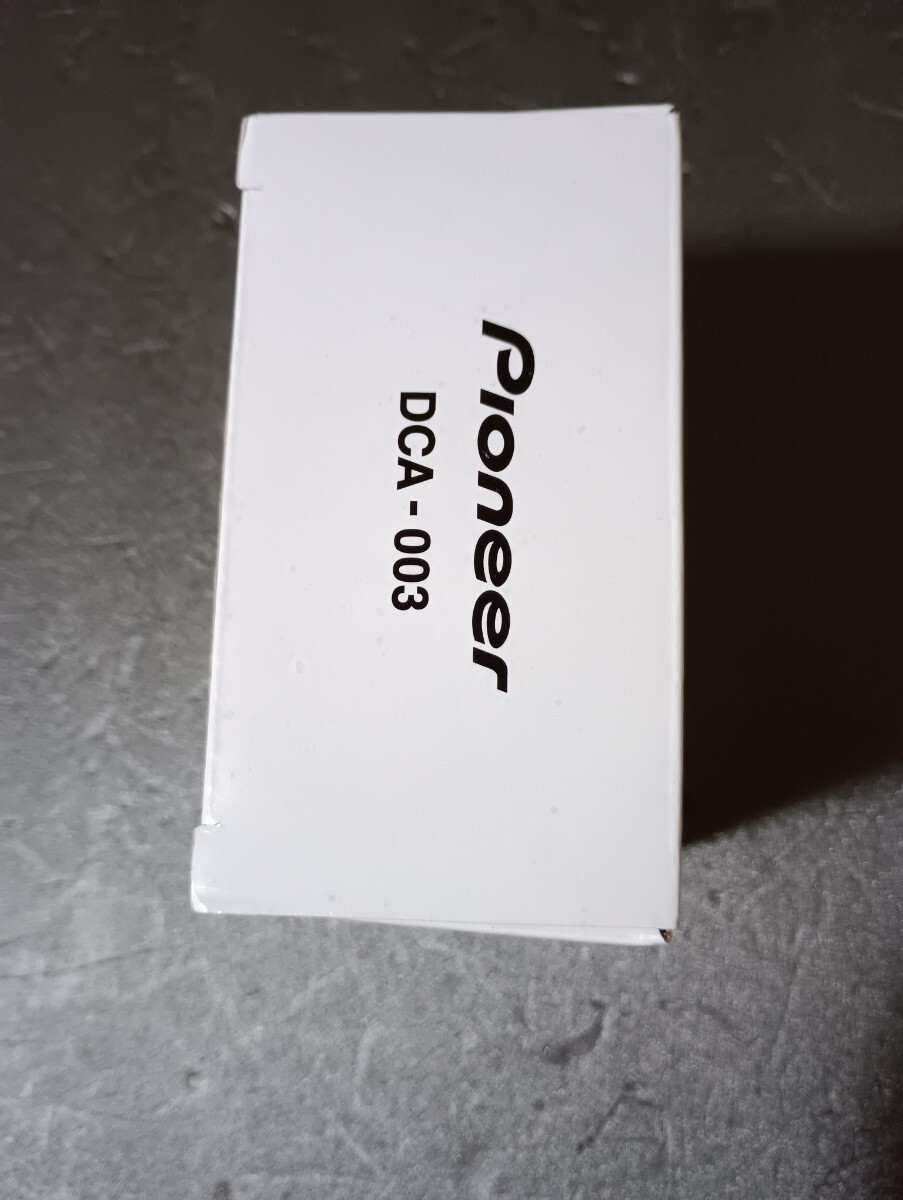 Pioneer
DCA - 003